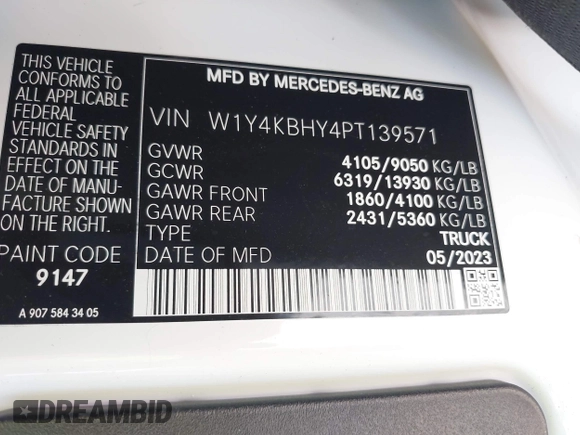 THIS VEHICLE
CONFORMS TO
ALL APPLICABLE
FEDERAL
VEHICLE SAFETY
STANDARDS IN
EFFECT ON THE
DATE OF MANU-
FACTURE SHOWN
ON THE RIGHT.
PAINT CODE
9147
A 907 584 34 05
MFD BY MERCEDES-BENZ AG
VIN W1Y4KBHY4PT139571
GVWR 4105/9050 KG/LB
GCWR 6319/13930 KG/LB
GAWR FRONT 1860/4100 KG/LB
GAWR REAR 2431/5360 KG/LB
TYPE TRUCK
DATE OF MFD 05/2023
DREAMBID